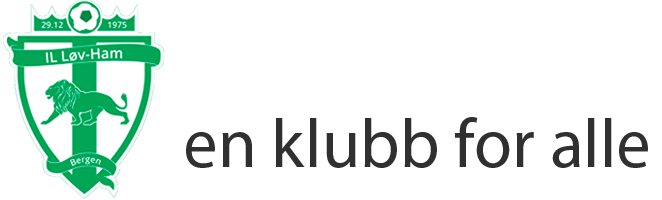 29.12 1975
IL Løv-Ham
Bergen
en klubb for alle